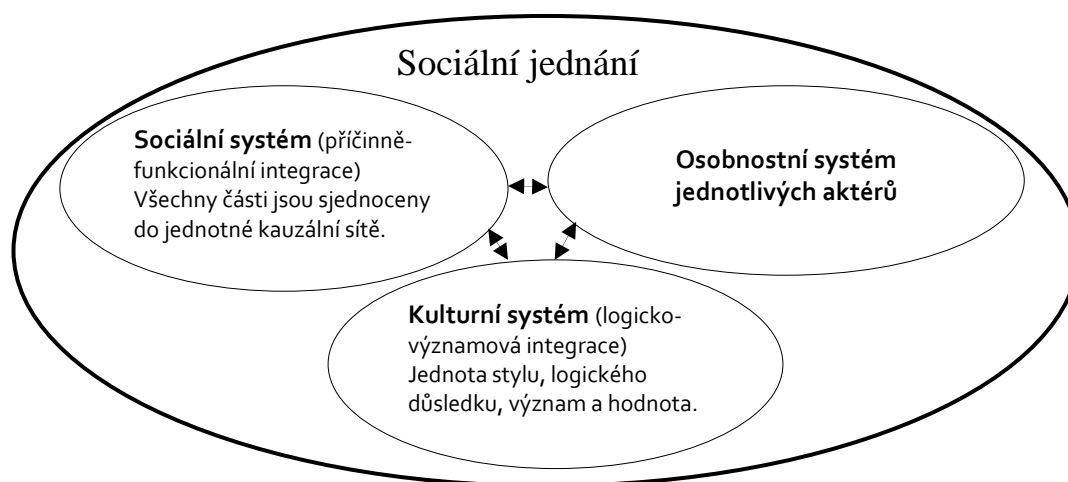 Sociální jednání
Sociální systém (příčinně-
funkcionální integrace)
Všechny části jsou sjednoceny
do jednotné kauzální sítě.
Osobnostní systém
jednotlivých aktérů
Kulturní systém (logicko-
významová integrace)
Jednota stylu, logického
důsledku, význam a hodnota.